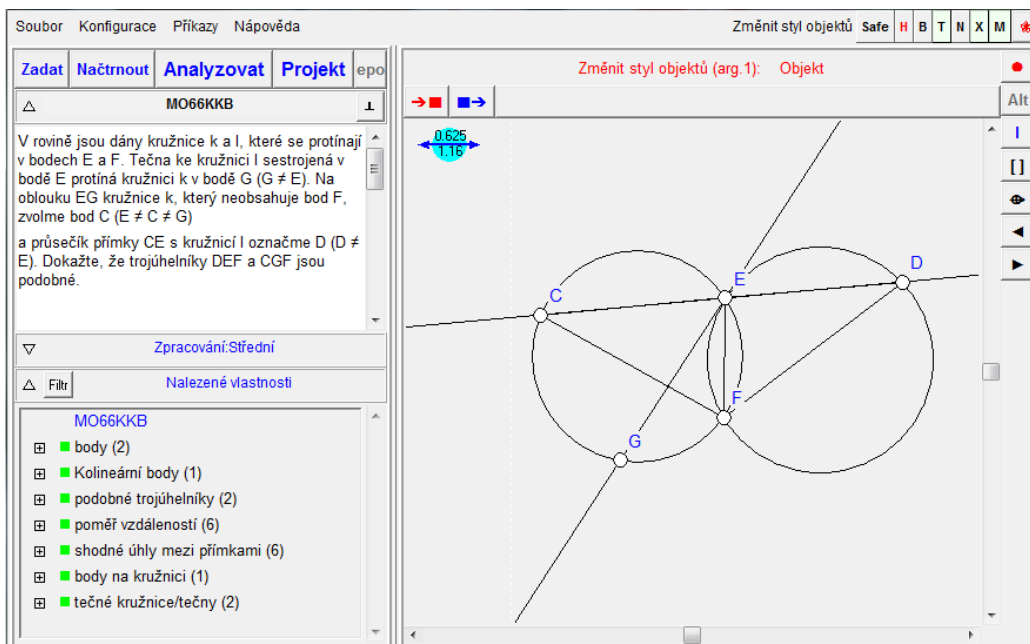 Soubor Konfigurace Příkazy Nápověda
Změnit styl objektů Safe H B T N X M
Zadat Načtrnout Analyzovat Projekt epo
Změnit styl objektů (arg.1): Objekt
MO66KKB
Alt
V rovině jsou dány kružnice k a l, které se protínají
v bodech E a F. Tečna ke kružnici l sestrojená v
bodě E protíná kružnici k v bodě G (G ≠ E). Na
oblouku EG kružnice k, který neobsahuje bod F,
zvolme bod C (E ≠ C ≠ G)
a průsečík přímky CE s kružnicí l označme D (D ≠
E). Dokažte, že trojúhelníky DEF a CGF jsou
podobné.
Zpracování:Střední
Filtr Nalezené vlastnosti
MO66KKB
body (2)
Kolineární body (1)
podobné trojúhelníky (2)
poměr vzdáleností (6)
shodné úhly mezi přímkami (6)
body na kružnici (1)
tečné kružnice/tečny (2)
0.625
1.16
I
[ ]
D
E
C
F
G